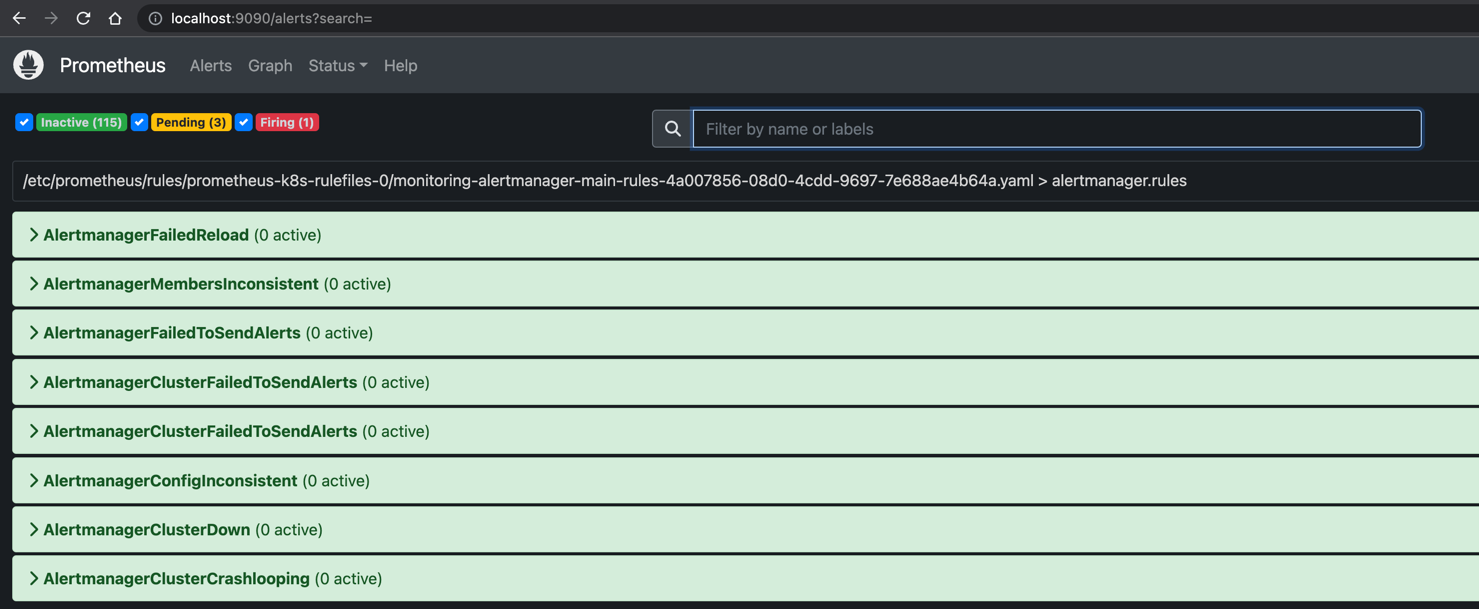 localhost:9090/alerts?search=
Prometheus Alerts Graph Status Help
Inactive (115) Pending (3) Firing (1) Filter by name or labels
/etc/prometheus/rules/prometheus-k8s-rulefiles-0/monitoring-alertmanager-main-rules-4a007856-08d0-4cdd-9697-7e688ae4b64a.yaml > alertmanager.rules
AlertmanagerFailedReload (0 active)
AlertmanagerMembersInconsistent (0 active)
AlertmanagerFailedToSendAlerts (0 active)
AlertmanagerClusterFailedToSendAlerts (0 active)
AlertmanagerClusterFailedToSendAlerts (0 active)
AlertmanagerConfigInconsistent (0 active)
AlertmanagerClusterDown (0 active)
AlertmanagerClusterCrashlooping (0 active)